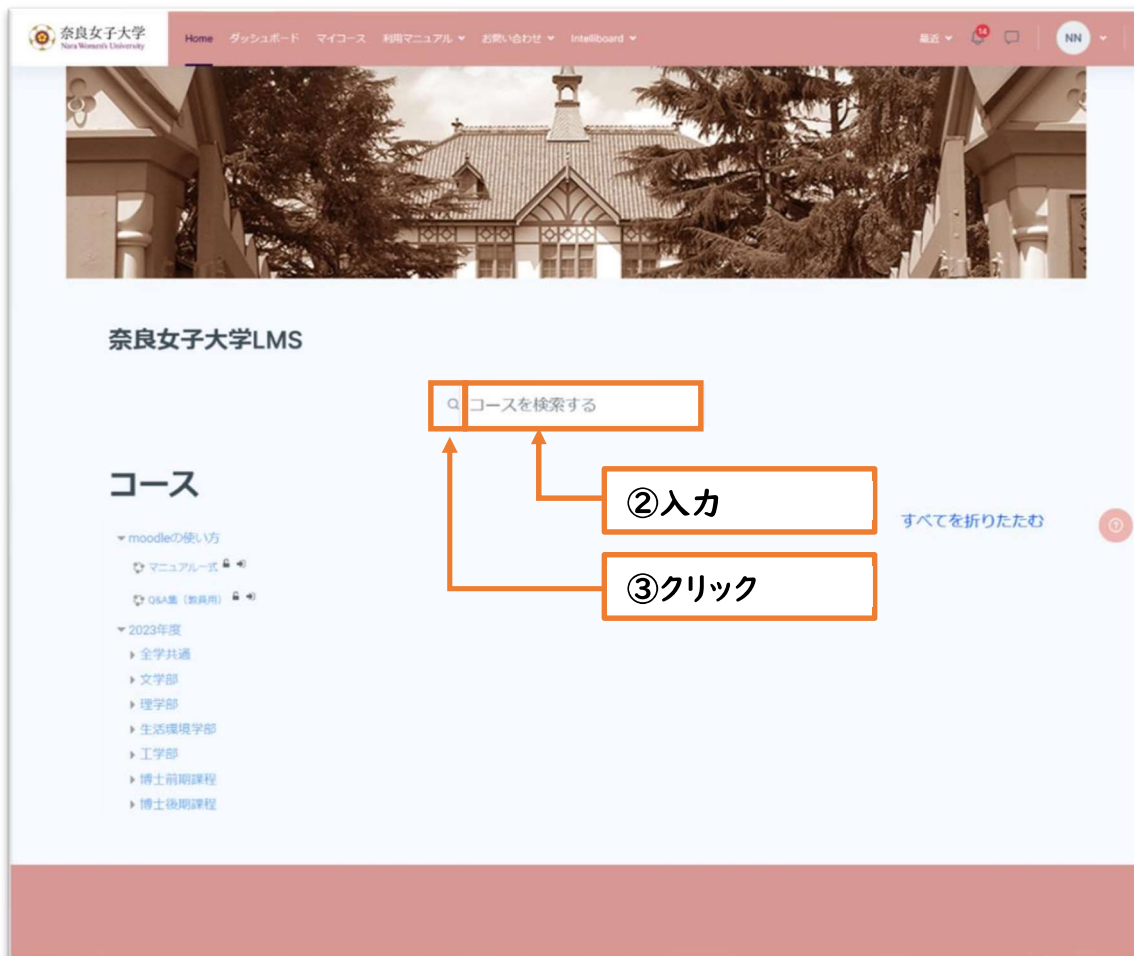 奈良女子大学
Nara Women's University
Home ダッシュボード マイコース 利用マニュアル お問い合わせ Intelliboard 最近 14 NN
奈良女子大学LMS
コースを検索する
コース
②入力
すべてを折りたたむ
moodleの使い方
マニュアル一式
③クリック
Q&A集（教員用）
2023年度
全学共通
文学部
理学部
生活環境学部
工学部
博士前期課程
博士後期課程